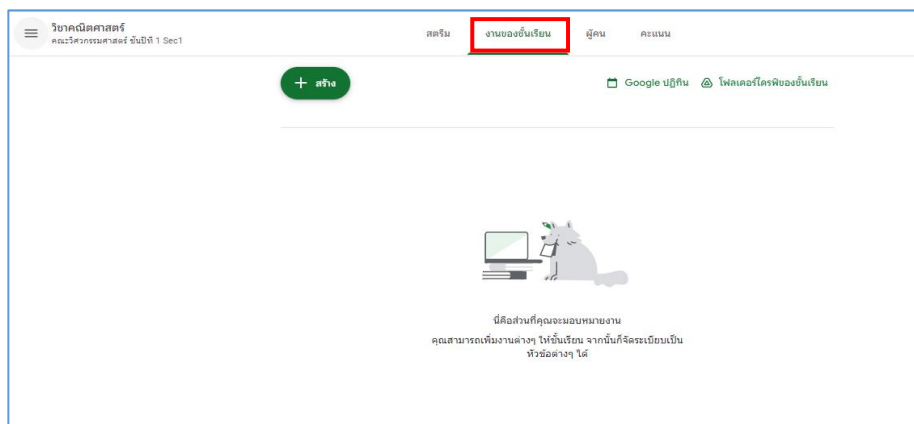 วิชาคณิตศาสตร์
คณะวิศวกรรมศาสตร์ ชั้นปีที่ 1 Sec1
สตรีม งานของชั้นเรียน ผู้คน คะแนน
+ สร้าง
Google ปฏิทิน โฟลเดอร์ไดรฟ์ของชั้นเรียน
นี่คือส่วนที่คุณจะมอบหมายงาน
คุณสามารถเพิ่มงานต่างๆ ให้ชั้นเรียน จากนั้นก็จัดระเบียบเป็น
หัวข้อต่างๆ ได้